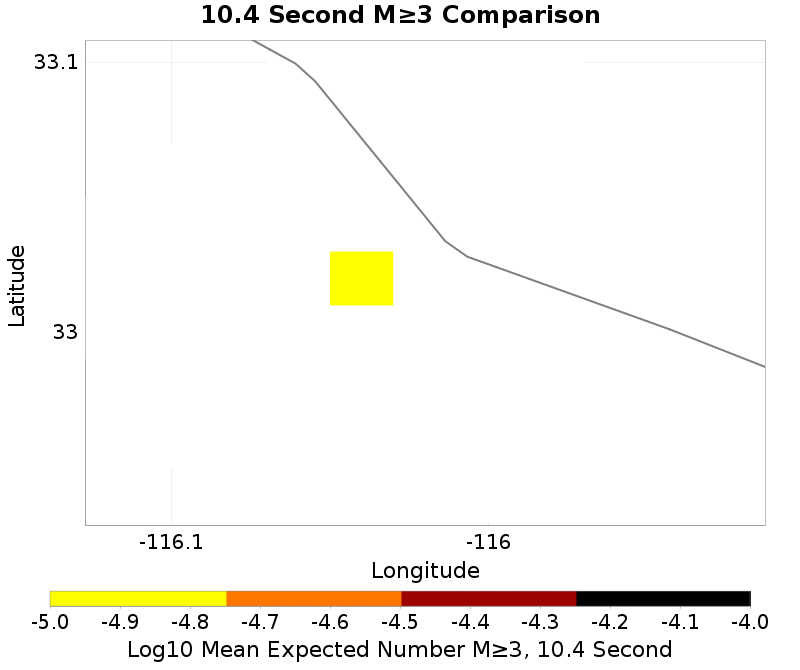 10.4 Second M≥3 Comparison
33.1
33
Latitude
-116.1 -116
Longitude
-5.0 -4.9 -4.8 -4.7 -4.6 -4.5 -4.4 -4.3 -4.2 -4.1 -4.0
Log10 Mean Expected Number M≥3, 10.4 Second